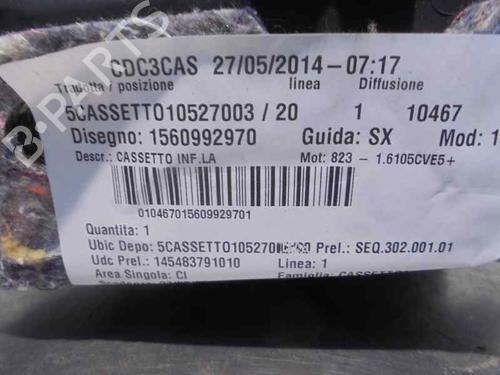 CDC3CAS 27/05/2014-07:17
Tradotta / posizione linea Diffusione
5CASSETTO10527003 / 20 1 10467
Disegno: 1560992970 Guida: SX Mod: 1
Descr.: CASSETTO INF.LA Mot: 823 - 1.6105CVE5+
010467015609929701
Quantita: 1
Ubic Depo: Prel.: SEQ.302.001.01
Udc Prel.: 145483791010 Linea: 1
Area Singola: CI Famiglia:
B-PARTS